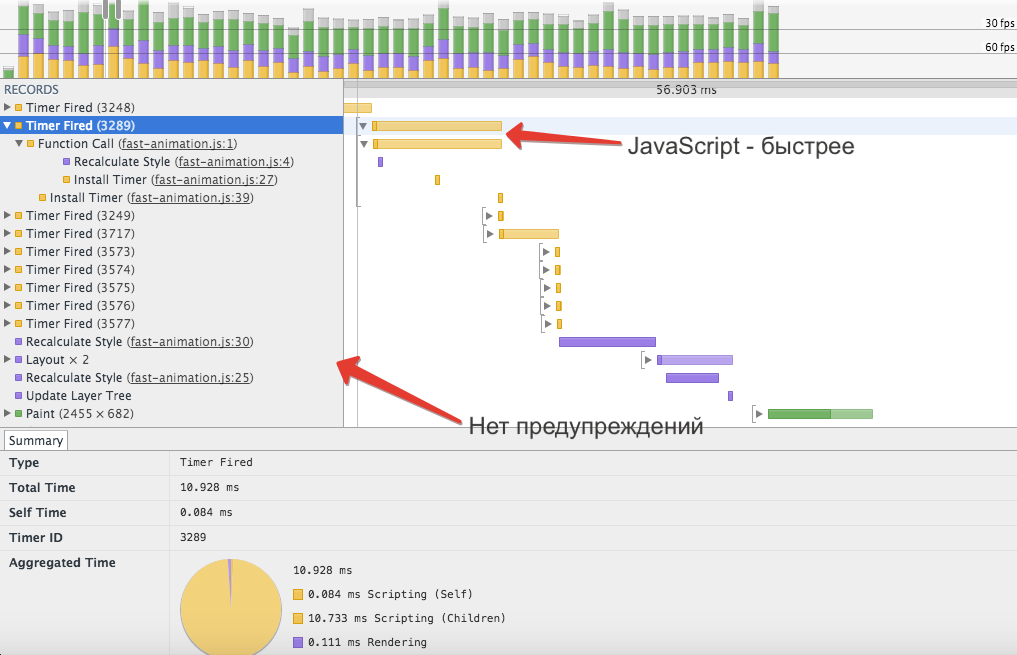 30 fps
60 fps
RECORDS
56.903 ms
Timer Fired (3248)
Timer Fired (3289)
Function Call (fast-animation.js:1)
JavaScript - быстрее
Recalculate Style (fast-animation.js:4)
Install Timer (fast-animation.js:27)
Install Timer (fast-animation.js:39)
Timer Fired (3249)
Timer Fired (3717)
Timer Fired (3573)
Timer Fired (3574)
Timer Fired (3575)
Timer Fired (3576)
Timer Fired (3577)
Recalculate Style (fast-animation.js:30)
Layout × 2
Recalculate Style (fast-animation.js:25)
Update Layer Tree
Paint (2455 × 682)
Нет предупреждений
Summary
Type Timer Fired
Total Time 10.928 ms
Self Time 0.084 ms
Timer ID 3289
Aggregated Time
10.928 ms
0.084 ms Scripting (Self)
10.733 ms Scripting (Children)
0.111 ms Rendering